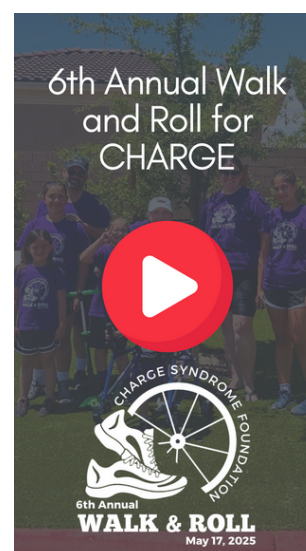 6th Annual Walk
and Roll for
CHARGE
CHARGE SYNDROME FOUNDATION
6th Annual
WALK & ROLL
May 17, 2025